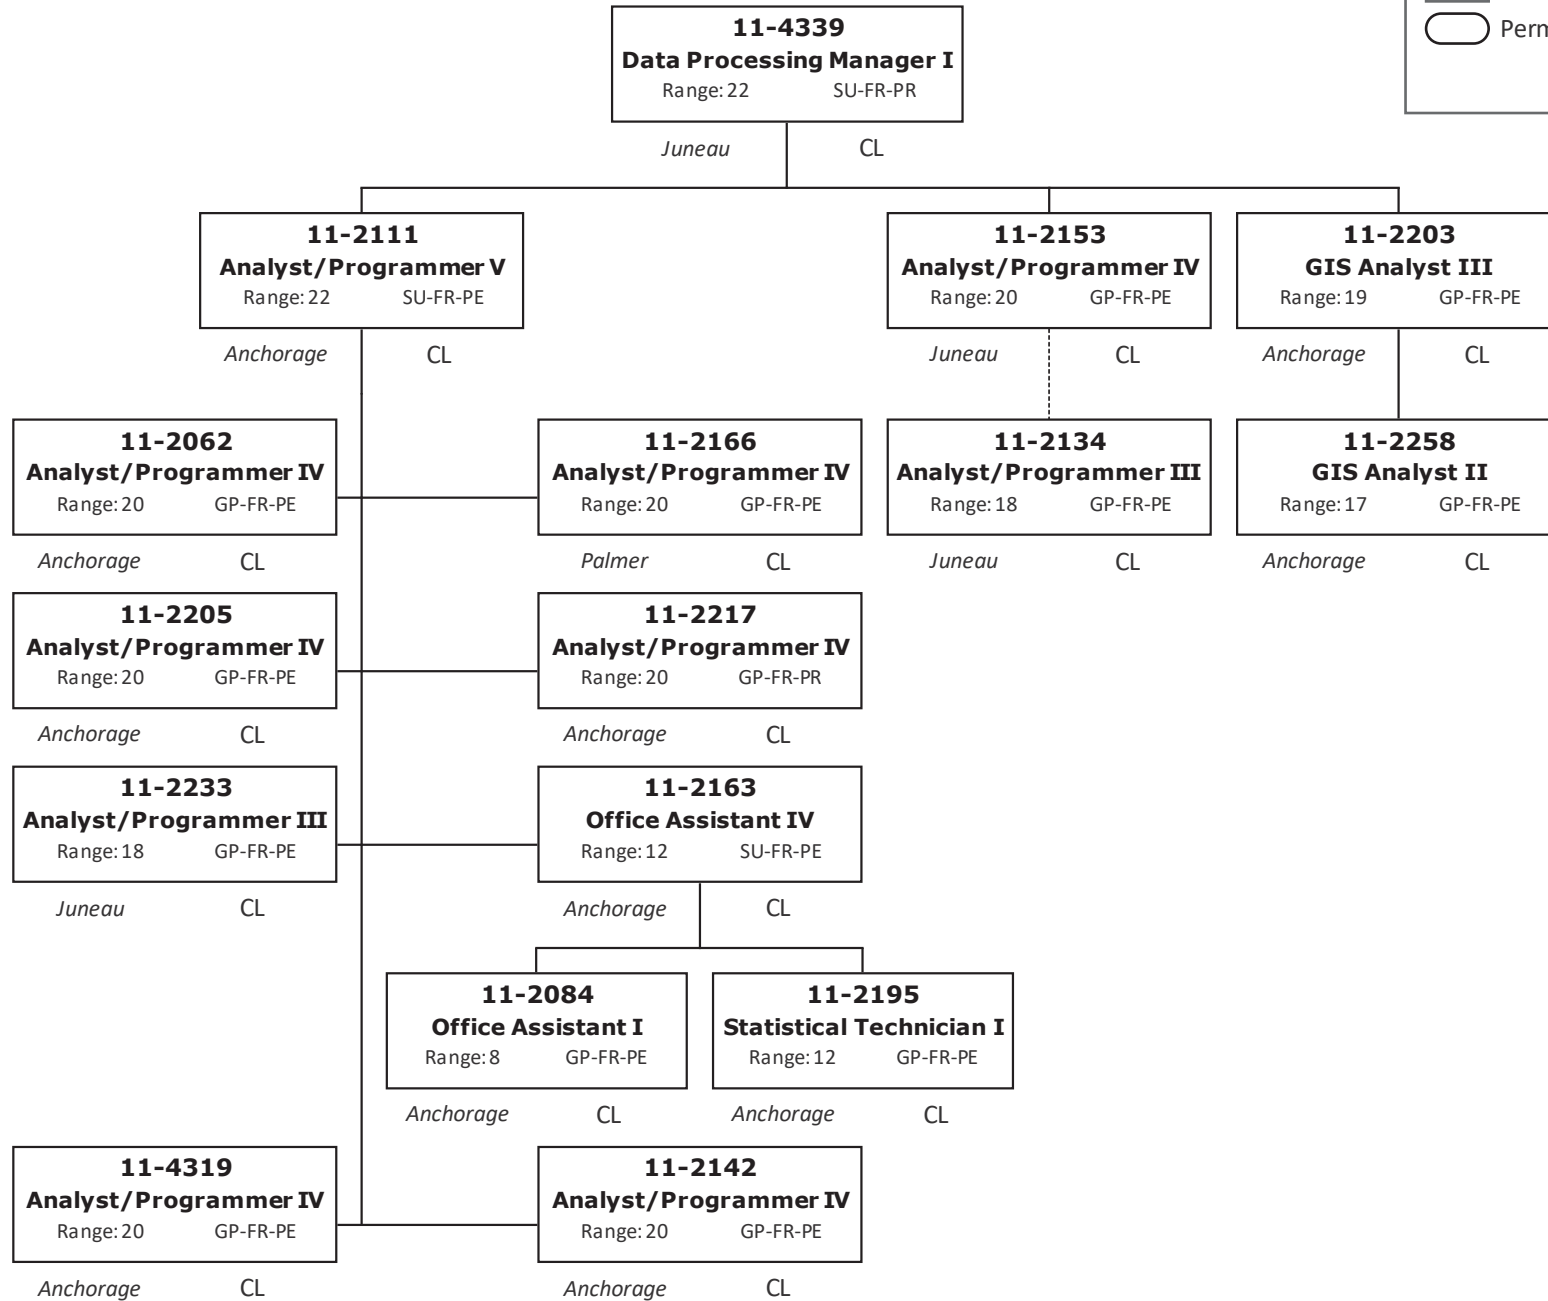 11-4339
Data Processing Manager I
Range: 22 SU-FR-PR
Juneau CL
11-2111
Analyst/Programmer V
Range: 22 SU-FR-PE
Anchorage CL
11-2153
Analyst/Programmer IV
Range: 20 GP-FR-PE
Juneau CL
11-2203
GIS Analyst III
Range: 19 GP-FR-PE
Anchorage CL
11-2062
Analyst/Programmer IV
Range: 20 GP-FR-PE
Anchorage CL
11-2166
Analyst/Programmer IV
Range: 20 GP-FR-PE
Palmer CL
11-2134
Analyst/Programmer III
Range: 18 GP-FR-PE
Juneau CL
11-2258
GIS Analyst II
Range: 17 GP-FR-PE
Anchorage CL
11-2205
Analyst/Programmer IV
Range: 20 GP-FR-PE
Anchorage CL
11-2217
Analyst/Programmer IV
Range: 20 GP-FR-PR
Anchorage CL
11-2233
Analyst/Programmer III
Range: 18 GP-FR-PE
Juneau CL
11-2163
Office Assistant IV
Range: 12 SU-FR-PE
Anchorage CL
11-2084
Office Assistant I
Range: 8 GP-FR-PE
Anchorage CL
11-2195
Statistical Technician I
Range: 12 GP-FR-PE
Anchorage CL
11-4319
Analyst/Programmer IV
Range: 20 GP-FR-PE
Anchorage CL
11-2142
Analyst/Programmer IV
Range: 20 GP-FR-PE
Anchorage CL